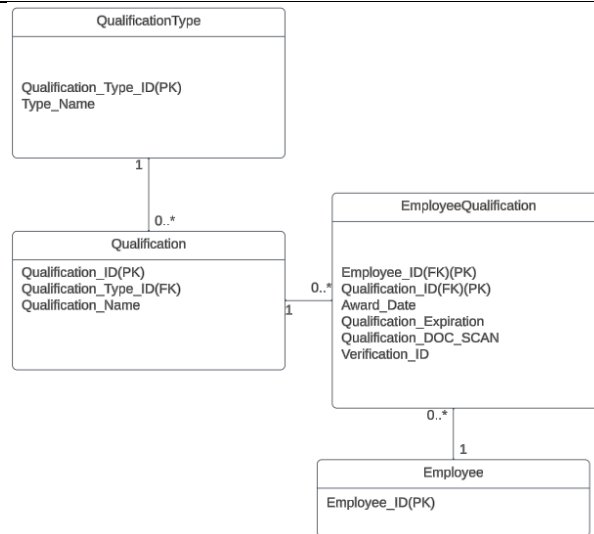 QualificationType
Qualification_Type_ID(PK)
Type_Name
1
0..*
Qualification
Qualification_ID(PK)
Qualification_Type_ID(FK)
Qualification_Name
1
0..*
EmployeeQualification
Employee_ID(FK)(PK)
Qualification_ID(FK)(PK)
Award_Date
Qualification_Expiration
Qualification_DOC_SCAN
Verification_ID
0..*
1
Employee
Employee_ID(PK)